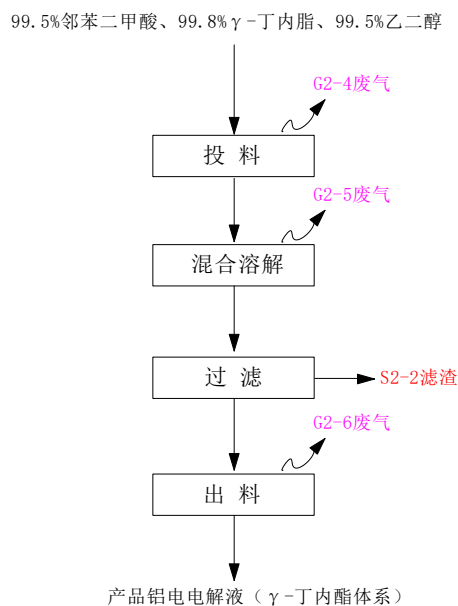 99.5%邻苯二甲酸、99.8%γ-丁内脂、99.5%乙二醇
G2-4废气
投 料
G2-5废气
混合溶解
过 滤
S2-2滤渣
G2-6废气
出 料
产品铝电电解液（γ-丁内酯体系）